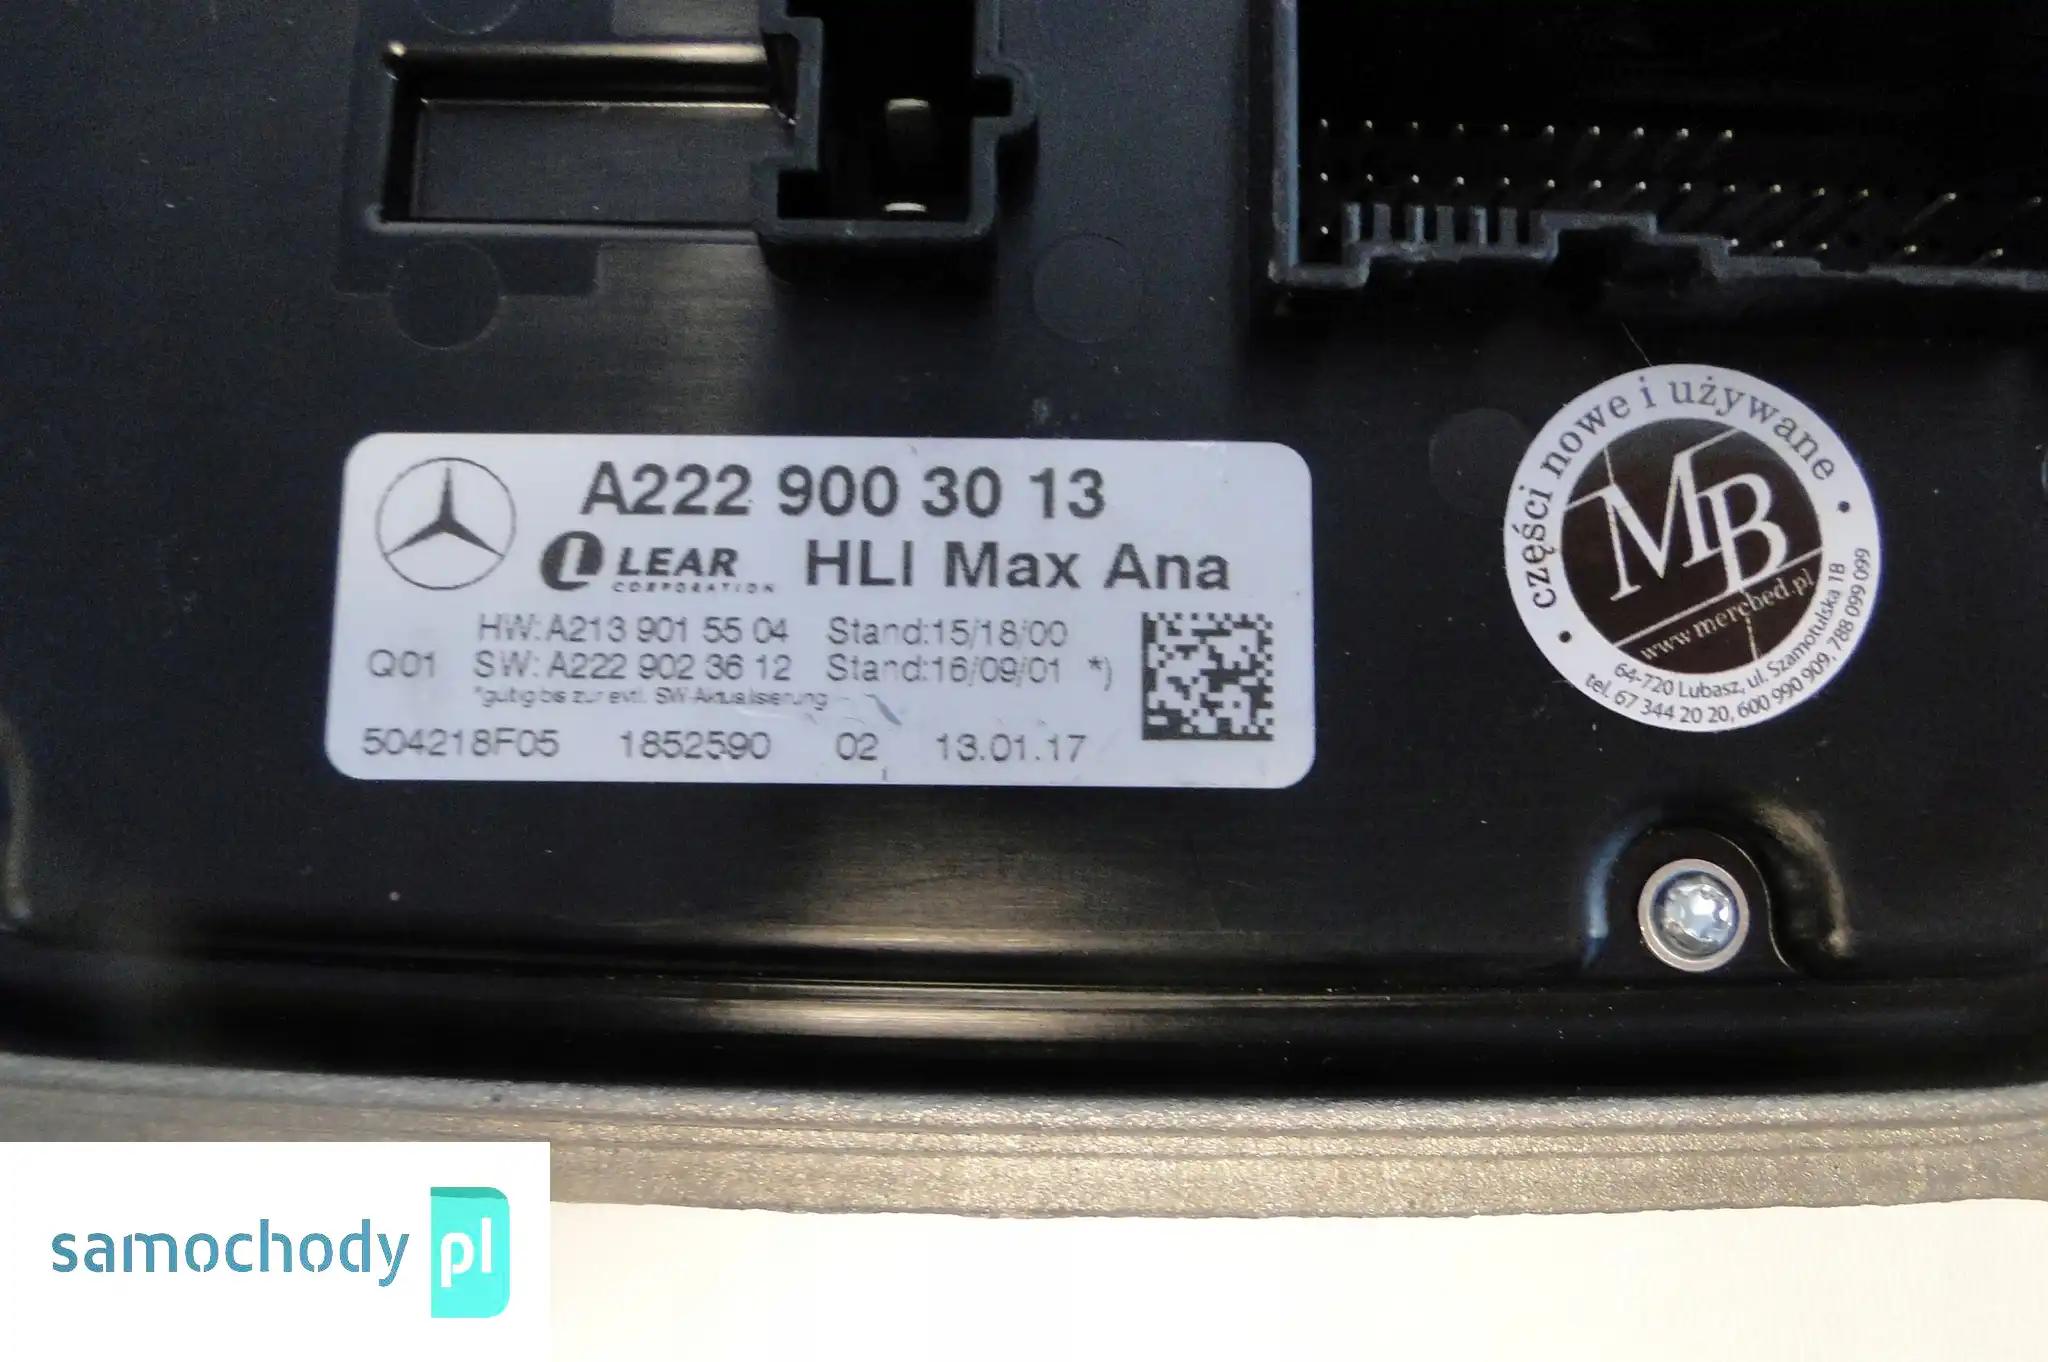 A222 900 30 13
LEAR
CORPORATION
HLI Max Ana
HW: A213 901 55 04 Stand:15/18/00
Q01 SW: A222 902 36 12 Stand:16/09/01 *)
*gültig bis zur evtl. SW-Aktualisierung
504218F05 1852590 02 13.01.17
części nowe i używane
MB
www.merced.pl
64-720 Lubasz, ul. Szamotulska 18
tel. 67 344 20 20, 600 990 909, 788 099 099
samochody pl